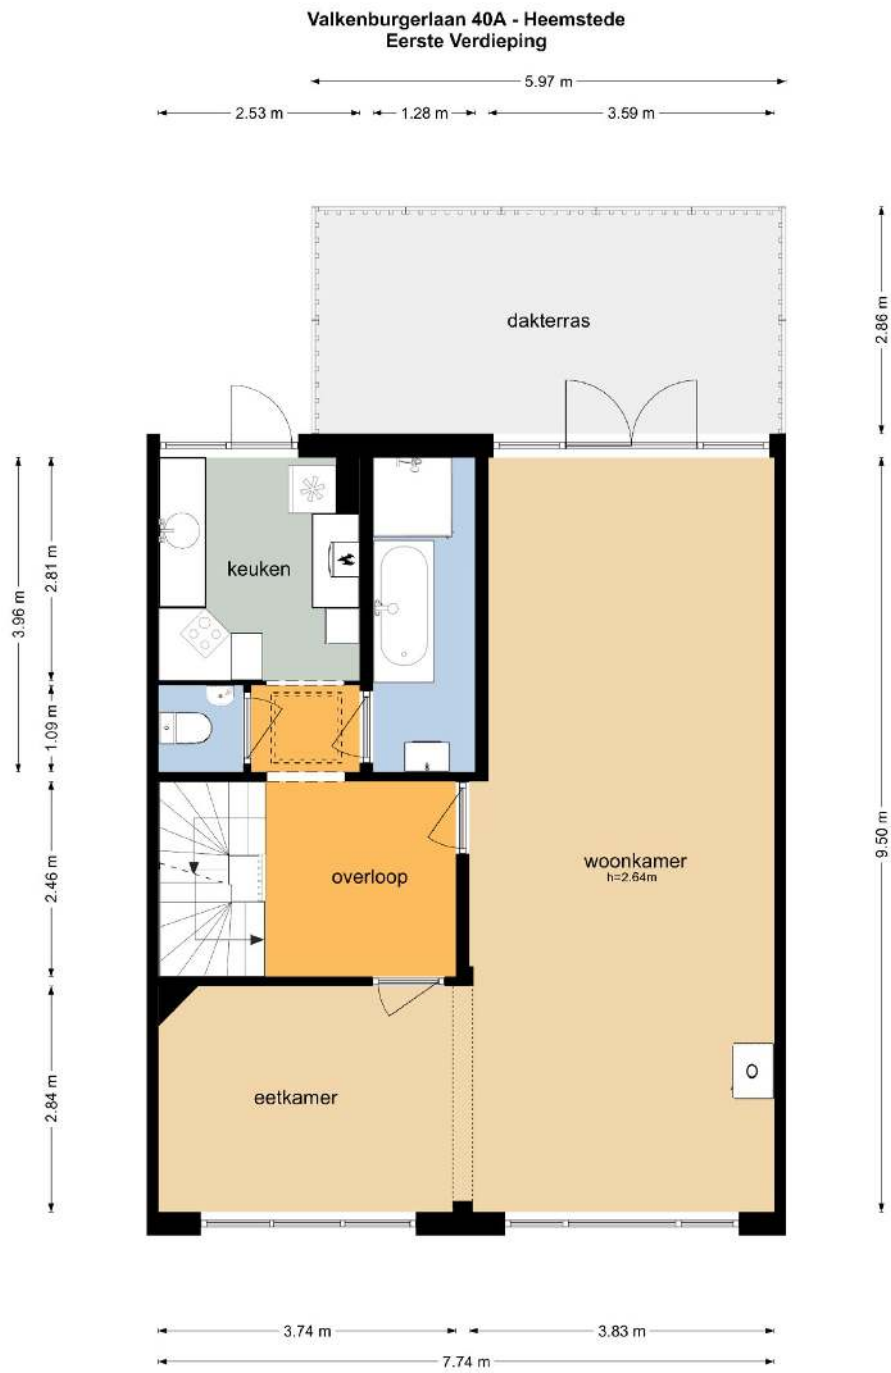 Valkenburgerlaan 40A - Heemstede
Eerste Verdieping
5.97 m
2.53 m
1.28 m
3.59 m
dakterras
2.86 m
keuken
2.81 m
3.96 m
1.09 m
9.50 m
woonkamer
h=2.64m
overloop
2.46 m
eetkamer
2.84 m
3.74 m
3.83 m
7.74 m